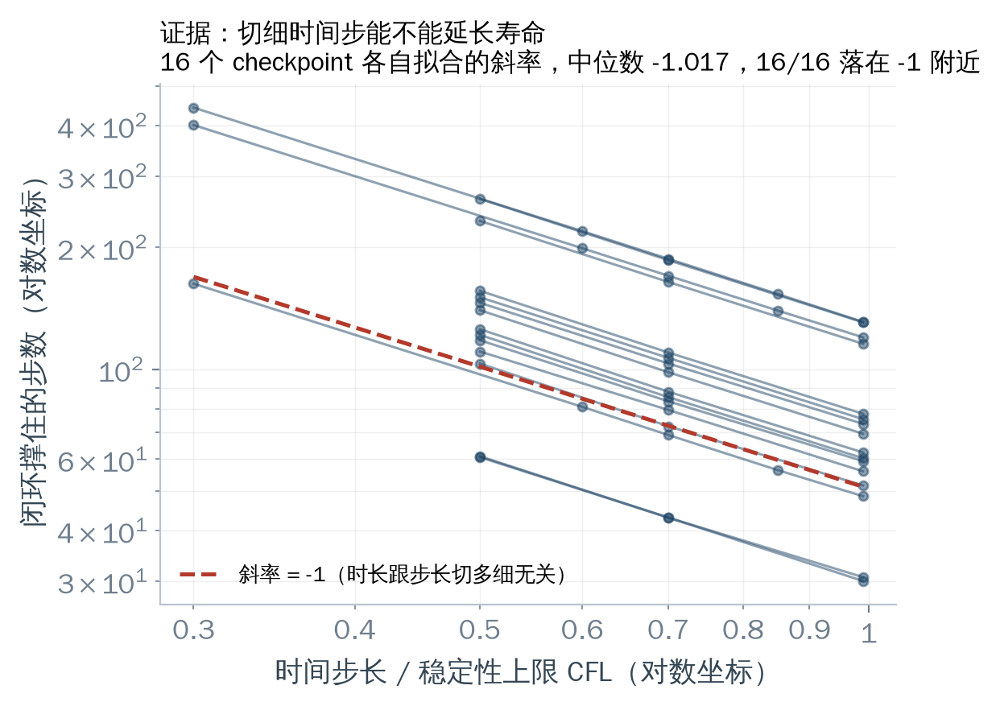 证据：切细时间步能不能延长寿命
16 个 checkpoint 各自拟合的斜率，中位数 -1.017，16/16 落在 -1 附近
闭环撑住的步数（对数坐标）
4×10²
3×10²
2×10²
10²
6×10¹
4×10¹
3×10¹
斜率 = -1（时长跟步长切多细无关）
0.3 0.4 0.5 0.6 0.7 0.8 0.9 1
时间步长 / 稳定性上限 CFL（对数坐标）